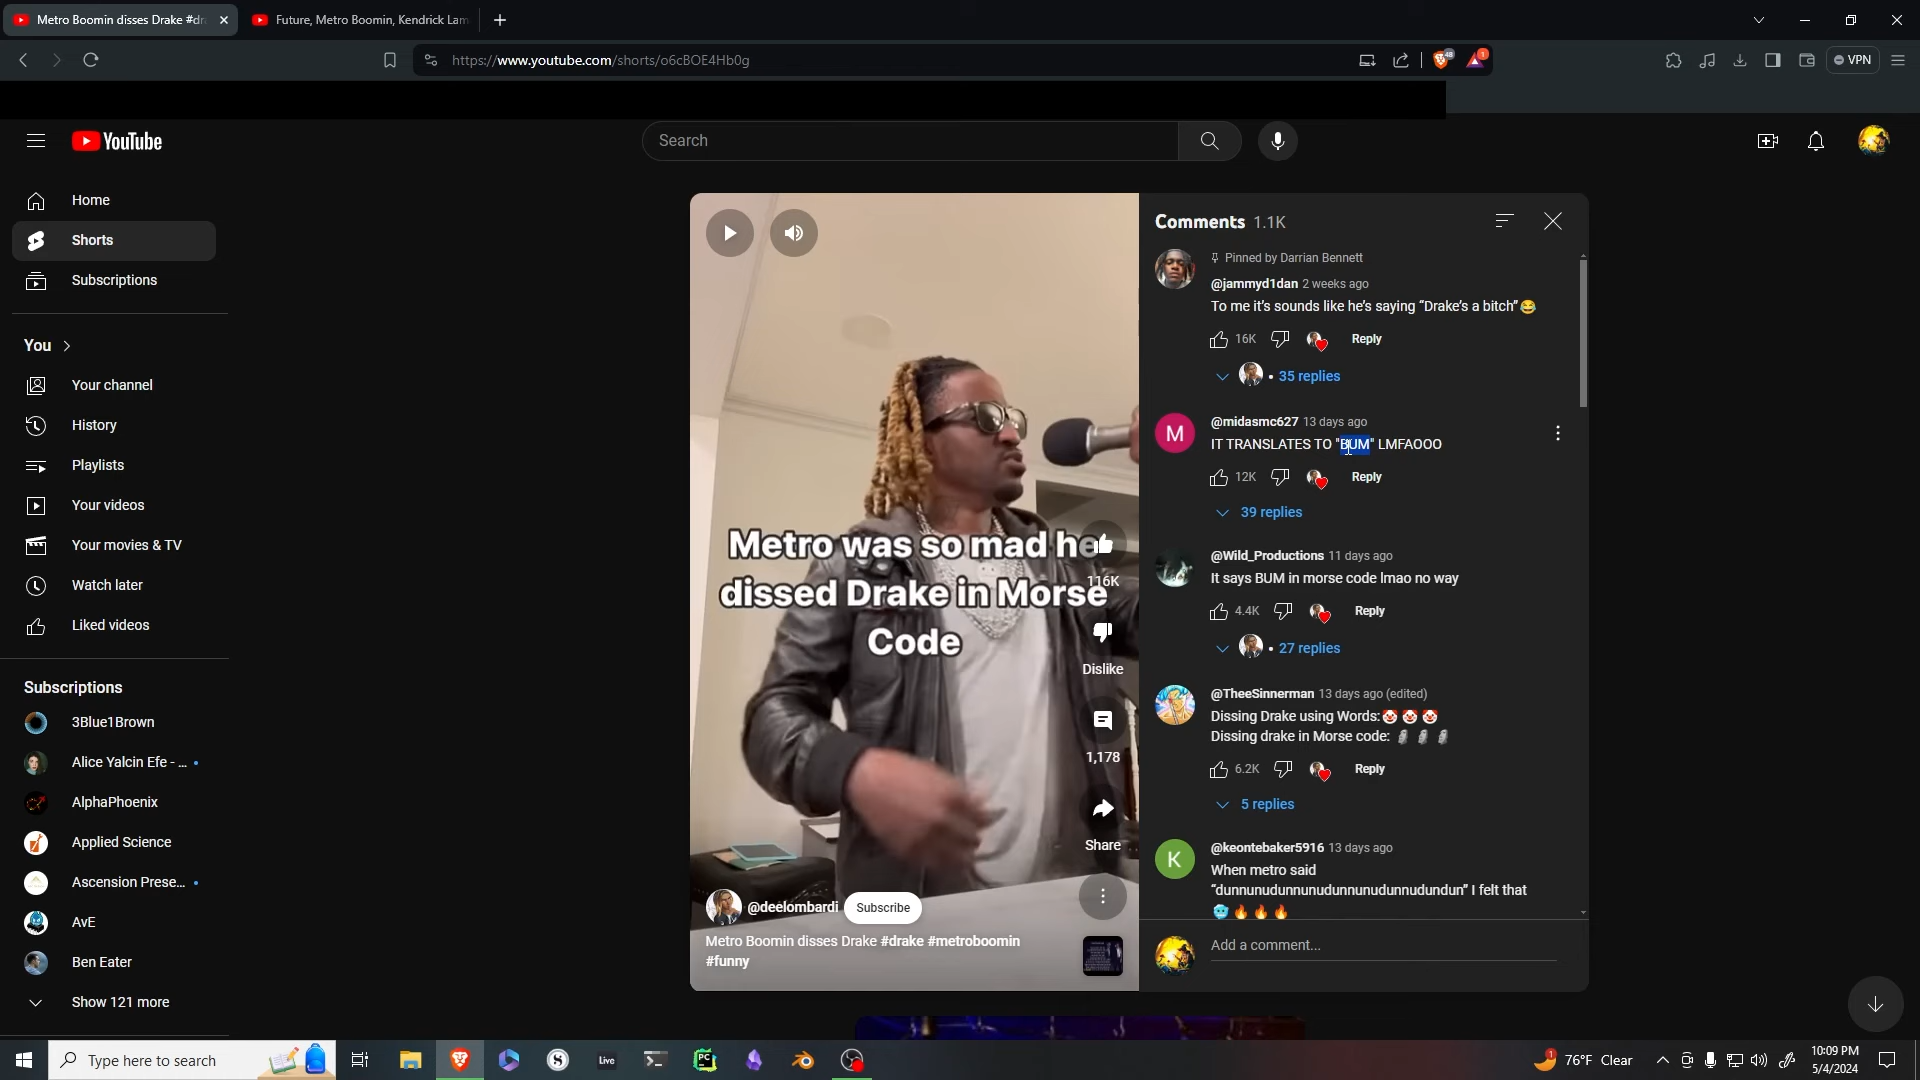 Metro Boomin disses Drake #dr
Future, Metro Boomin, Kendrick Lam
https://www.youtube.com/shorts/o6cBOE4Hb0g
48
1
VPN
YouTube
Search
Home
Shorts
Subscriptions
You
Your channel
History
Playlists
Your videos
Your movies & TV
Watch later
Liked videos
Subscriptions
3Blue1Brown
Alice Yalcin Efe - ...
AlphaPhoenix
Applied Science
Ascension Prese...
AvE
Ben Eater
Show 121 more
Metro was so mad he
dissed Drake in Morse
Code
116K
Dislike
1,178
Share
@deelombardi
Subscribe
Metro Boomin disses Drake #drake #metroboomin
#funny
Comments 1.1K
Pinned by Darrian Bennett
@jammyd1dan 2 weeks ago
To me it’s sounds like he’s saying “Drake’s a bitch”😂
16K
Reply
35 replies
M
@midasmc627 13 days ago
IT TRANSLATES TO "BUM" LMFAOOO
12K
Reply
39 replies
@Wild_Productions 11 days ago
It says BUM in morse code lmao no way
4.4K
Reply
27 replies
@TheeSinnerman 13 days ago (edited)
Dissing Drake using Words:🤡🤡🤡
Dissing drake in Morse code: 🗿🗿🗿
6.2K
Reply
5 replies
K
@keontebaker5916 13 days ago
When metro said
“dunnunudunnunudunnunudunnudundun” I felt that
🥶🔥🔥🔥
Add a comment...
Type here to search
Live
PC
1
76°F Clear
10:09 PM
5/4/2024